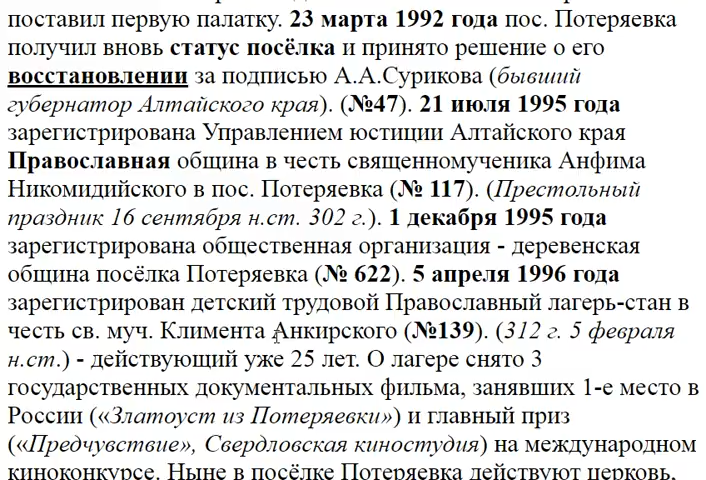 поставил первую палатку. 23 марта 1992 года пос. Потеряевка
получил вновь статус посёлка и принято решение о его
восстановлении за подписью А.А.Сурикова (бывший
губернатор Алтайского края). (№47). 21 июля 1995 года
зарегистрирована Управлением юстиции Алтайского края
Православная община в честь священномученика Анфима
Никомидийского в пос. Потеряевка (№ 117). (Престольный
праздник 16 сентября н.ст. 302 г.). 1 декабря 1995 года
зарегистрирована общественная организация - деревенская
община посёлка Потеряевка (№ 622). 5 апреля 1996 года
зарегистрирован детский трудовой Православный лагерь-стан в
честь св. муч. Климента Анкирского (№139). (312 г. 5 февраля
н.ст.) - действующий уже 25 лет. О лагере снято 3
государственных документальных фильма, занявших 1-е место в
России («Златоуст из Потеряевки») и главный приз
(«Предчувствие», Свердловская киностудия) на международном
киноконкурсе. Ныне в посёлке Потеряевка действуют церковь,